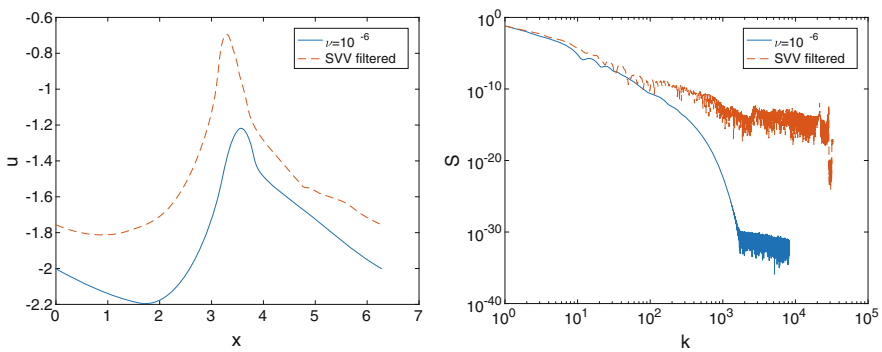 -0.6
-0.8
-1
-1.2
-1.4
-1.6
-1.8
-2
-2.2
u
0 1 2 3 4 5 6 7
x
ν=10 -6
SVV filtered
10^0
10^-10
10^-20
10^-30
10^-40
S
10^0 10^1 10^2 10^3 10^4 10^5
k
ν=10 -6
SVV filtered